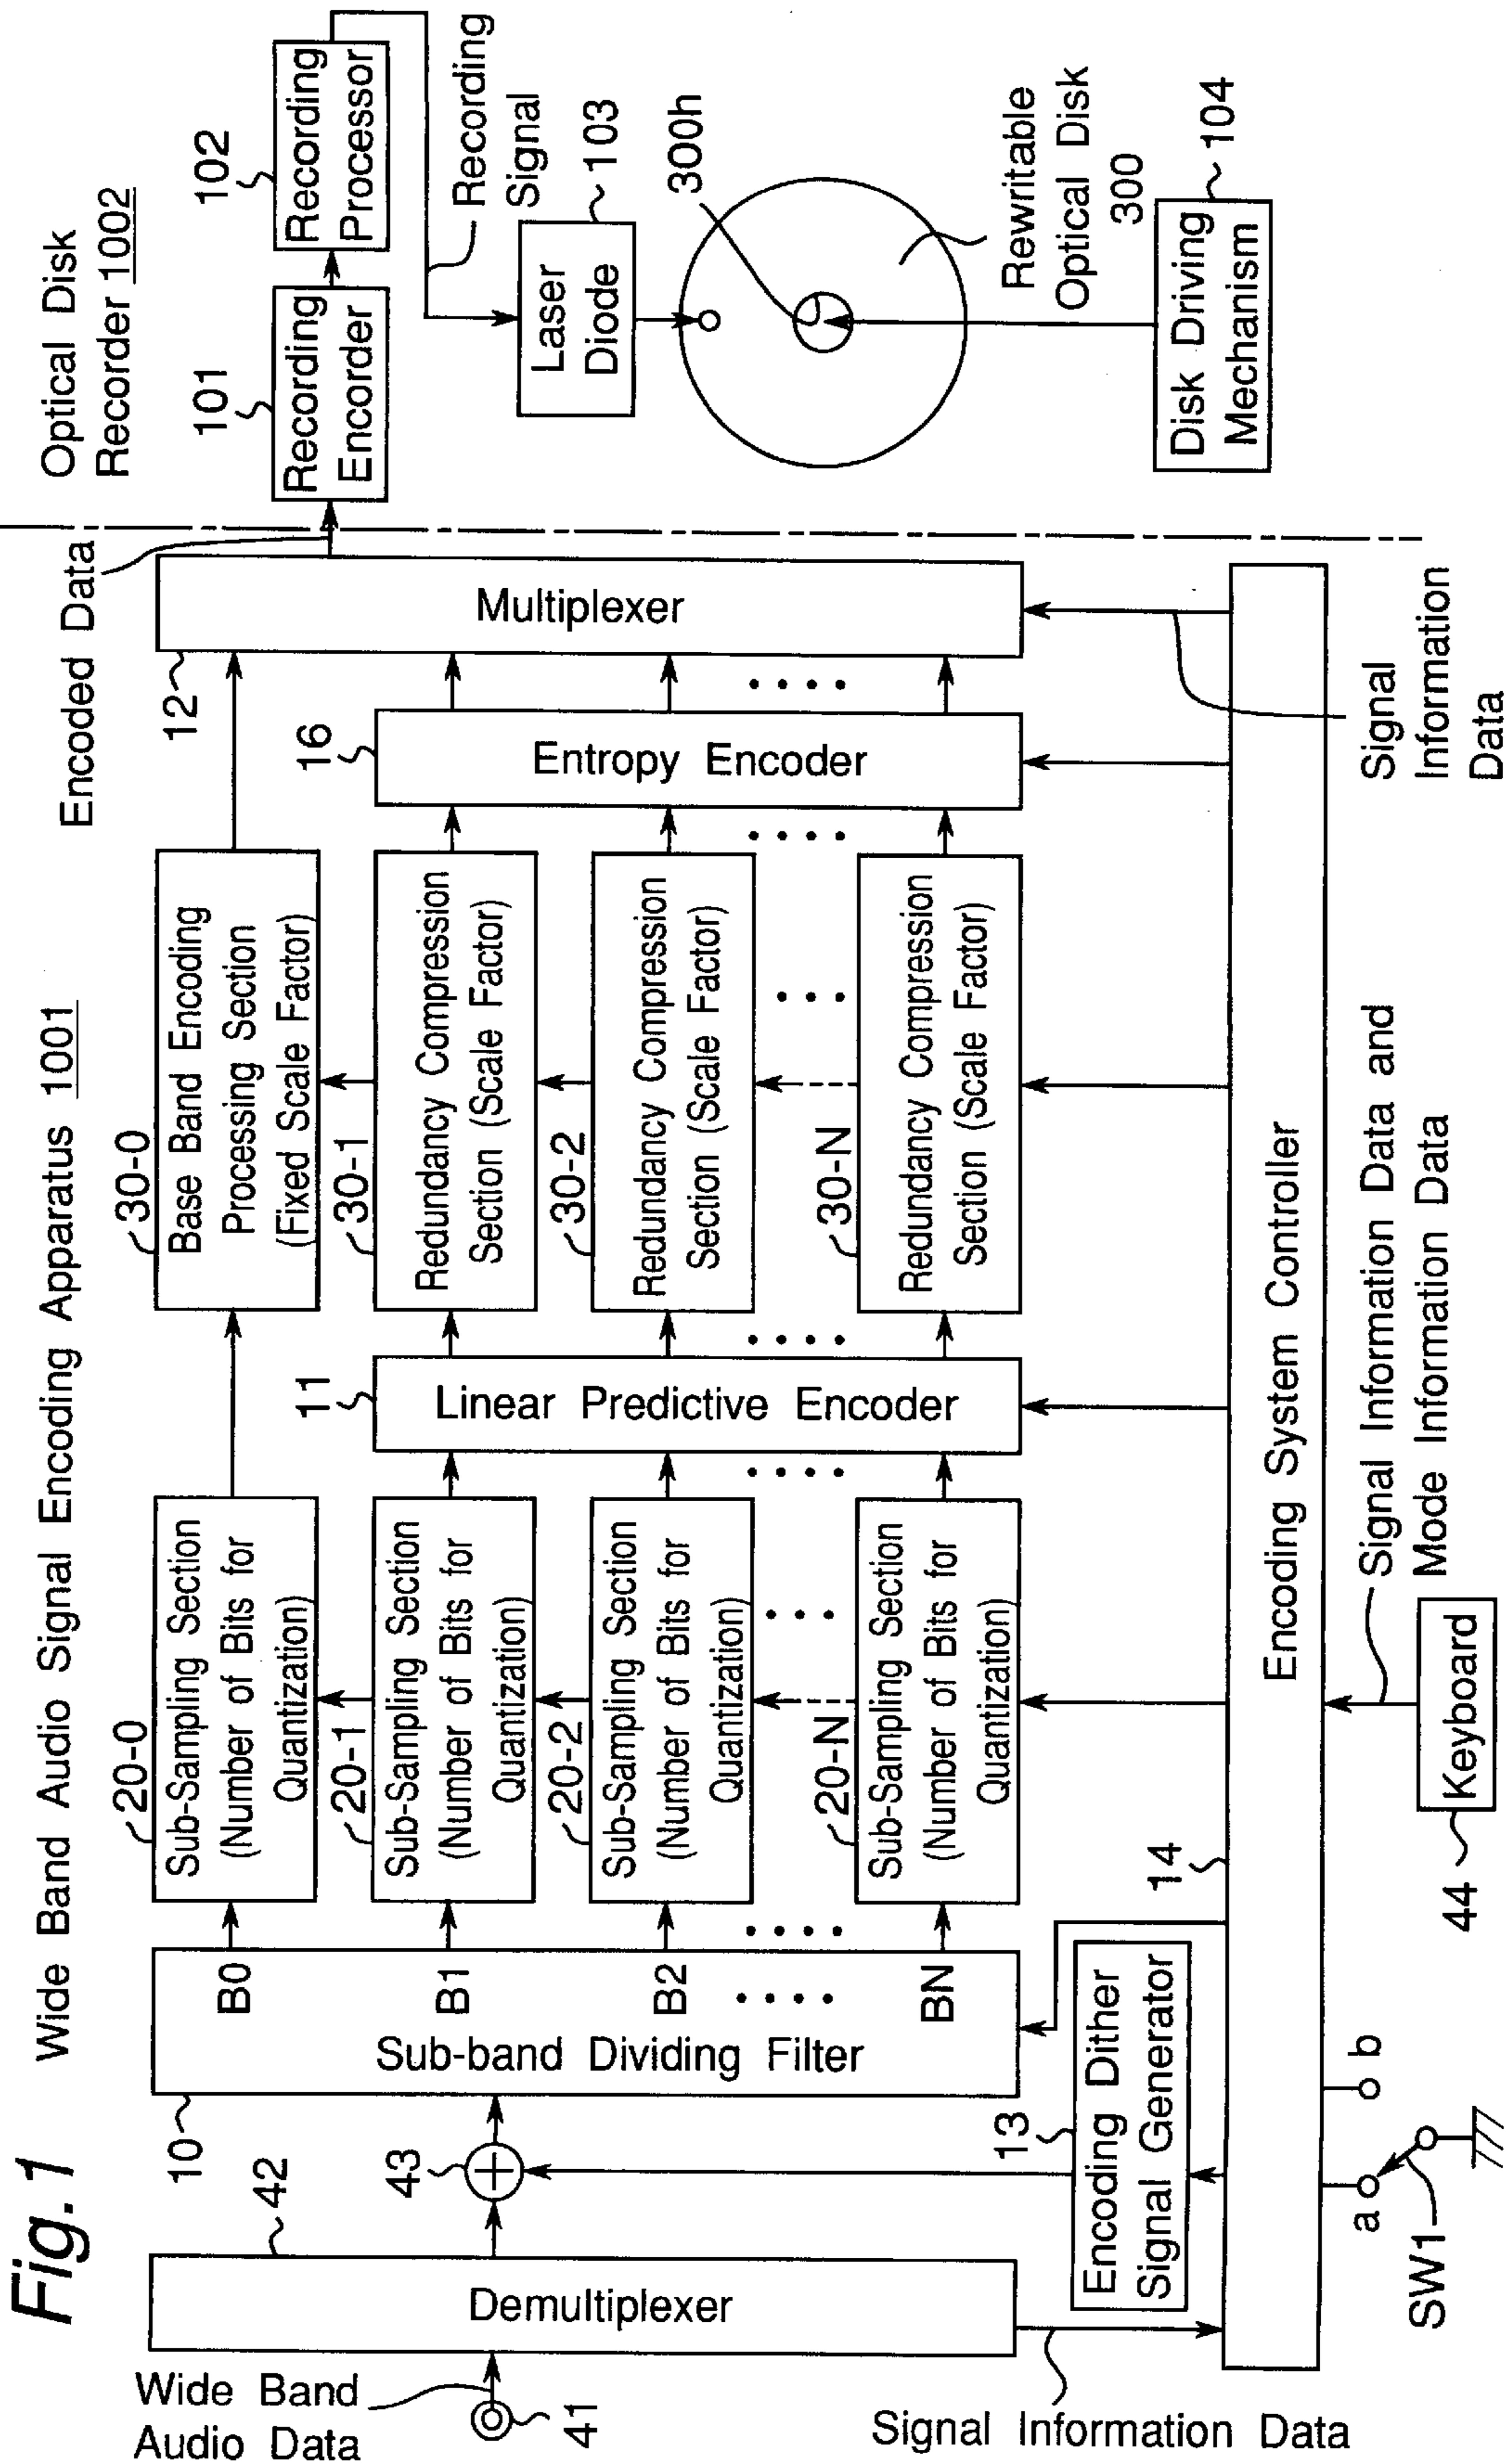 Fig.1
Wide Band Audio Signal Encoding Apparatus 1001
Optical Disk
Recorder 1002
Wide Band
Audio Data
41
Demultiplexer
42
43
Signal Information Data
10
Sub-band Dividing Filter
B0
B1
B2
BN
13
Encoding Dither
Signal Generator
14
20-0
Sub-Sampling Section
(Number of Bits for
Quantization)
20-1
Sub-Sampling Section
(Number of Bits for
Quantization)
20-2
Sub-Sampling Section
(Number of Bits for
Quantization)
20-N
Sub-Sampling Section
(Number of Bits for
Quantization)
11
Linear Predictive Encoder
30-0
Base Band Encoding
Processing Section
(Fixed Scale Factor)
30-1
Redundancy Compression
Section (Scale Factor)
30-2
Redundancy Compression
Section (Scale Factor)
30-N
Redundancy Compression
Section (Scale Factor)
16
Entropy Encoder
12
Multiplexer
Encoded Data
Encoding System Controller
SW1
a
b
44
Keyboard
Signal Information Data and
Mode Information Data
Signal
Information
Data
101
Recording
Encorder
102
Recording
Processor
Recording
Signal
Laser
Diode
103
300h
Rewritable
Optical Disk
300
Disk Driving
Mechanism
104